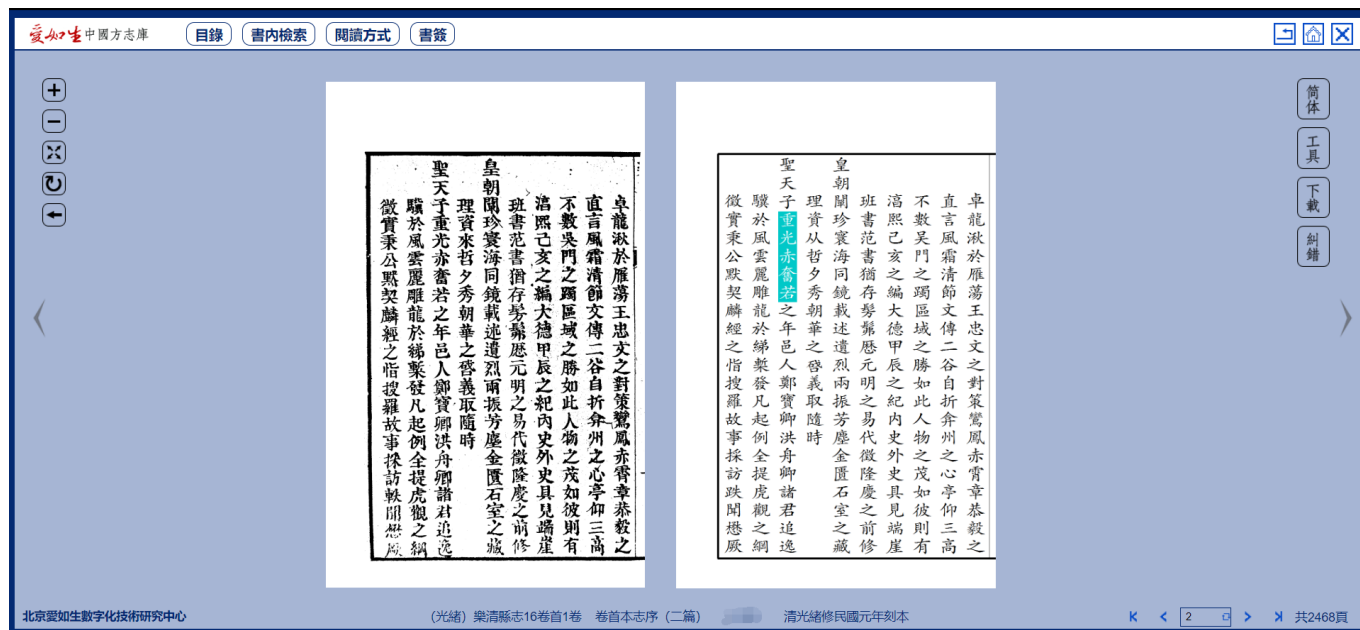 愛如生中國方志庫
目錄 書内檢索 閱讀方式 書簽
简体
工具
下載
糾錯
卓龍湫於雁蕩王忠文之對策鸞鳳赤霄章恭毅之
直言風霜清節文傳二谷自折弇州之心亭仰三高
不數吳門之躅區域之勝如此人物之茂如彼則有
滈熙己亥之編大德甲辰之紀内史外史具見端崖
班書范書猶存髣髴厯元明之易代徵隆慶之前修
皇朝闡珍寰海同鏡載述遺烈兩振芳塵金匱石室之藏
理資來哲夕秀朝華之晵義取隨時
聖天子重光赤奮若之年邑人鄭寶卿洪舟卿諸君追逸
驥於風雲麗雕龍於綈槧發凡起例全提虎觀之綱
徵實秉公默契麟經之恉搜羅故事採訪軼聞懋厥
卓龍湫於雁蕩王忠文之對策鸞鳳赤霄章恭毅之
直言風霜清節文傳二谷自折弇州之心亭仰三高
不數吴門之躅區域之勝如此人物之茂如彼則有
滈熙己亥之编大德甲辰之紀内史外史具見端崖
班書范書猶存髣髴厯元明之易代徵隆慶之前修
皇朝闡珍寰海同鏡載述遺烈兩振芳塵金匱石室之藏
理資从哲夕秀朝華之晵義取隨時
聖天子重光赤奮若之年邑人鄭寶卿洪舟卿諸君追逸
驥於風雲麗雕龍於綈槧發凡起例全提虎觀之綱
徵實秉公默契麟經之恉搜羅故事採訪跌聞懋厥
北京愛如生數字化技術研究中心 (光緒）樂清縣志16卷首1卷 卷首本志序（二篇） 清光緒修民國元年刻本 2 共2468頁